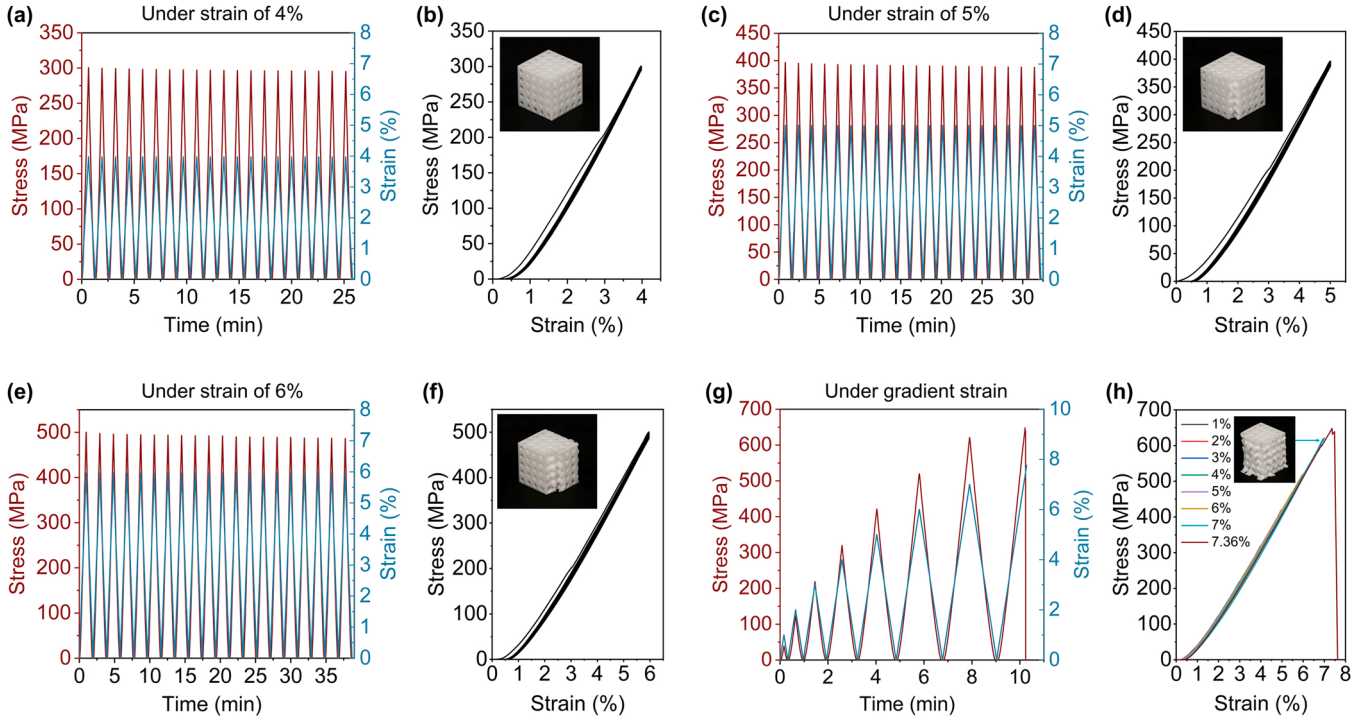 (a) Under strain of 4%
350
300
250
200
150
100
50
0
Stress (MPa)
8
7
6
5
4
3
2
1
0
Strain (%)
0 5 10 15 20 25
Time (min)
(b)
350
300
250
200
150
100
50
0
Stress (MPa)
0 1 2 3 4
Strain (%)
(c) Under strain of 5%
450
400
350
300
250
200
150
100
50
0
Stress (MPa)
8
7
6
5
4
3
2
1
0
Strain (%)
0 5 10 15 20 25 30
Time (min)
(d)
450
400
350
300
250
200
150
100
50
0
Stress (MPa)
0 1 2 3 4 5
Strain (%)
(e) Under strain of 6%
500
400
300
200
100
0
Stress (MPa)
8
7
6
5
4
3
2
1
0
Strain (%)
0 5 10 15 20 25 30 35
Time (min)
(f)
500
400
300
200
100
0
Stress (MPa)
0 1 2 3 4 5 6
Strain (%)
(g) Under gradient strain
700
600
500
400
300
200
100
0
Stress (MPa)
10
8
6
4
2
0
Strain (%)
0 2 4 6 8 10
Time (min)
(h)
700
600
500
400
300
200
100
0
Stress (MPa)
1%
2%
3%
4%
5%
6%
7%
7.36%
0 1 2 3 4 5 6 7 8
Strain (%)